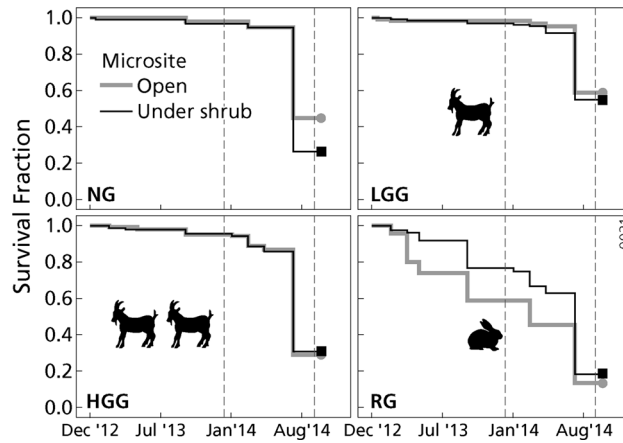 Survival Fraction
1.0
0.8
0.6
0.4
0.2
0.0
Microsite
Open
Under shrub
NG
LGG
1.0
0.8
0.6
0.4
0.2
0.0
HGG
RG
Dec '12
Jul '13
Jan'14
Aug'14
Dec '12
Jul '13
Jan'14
Aug'14